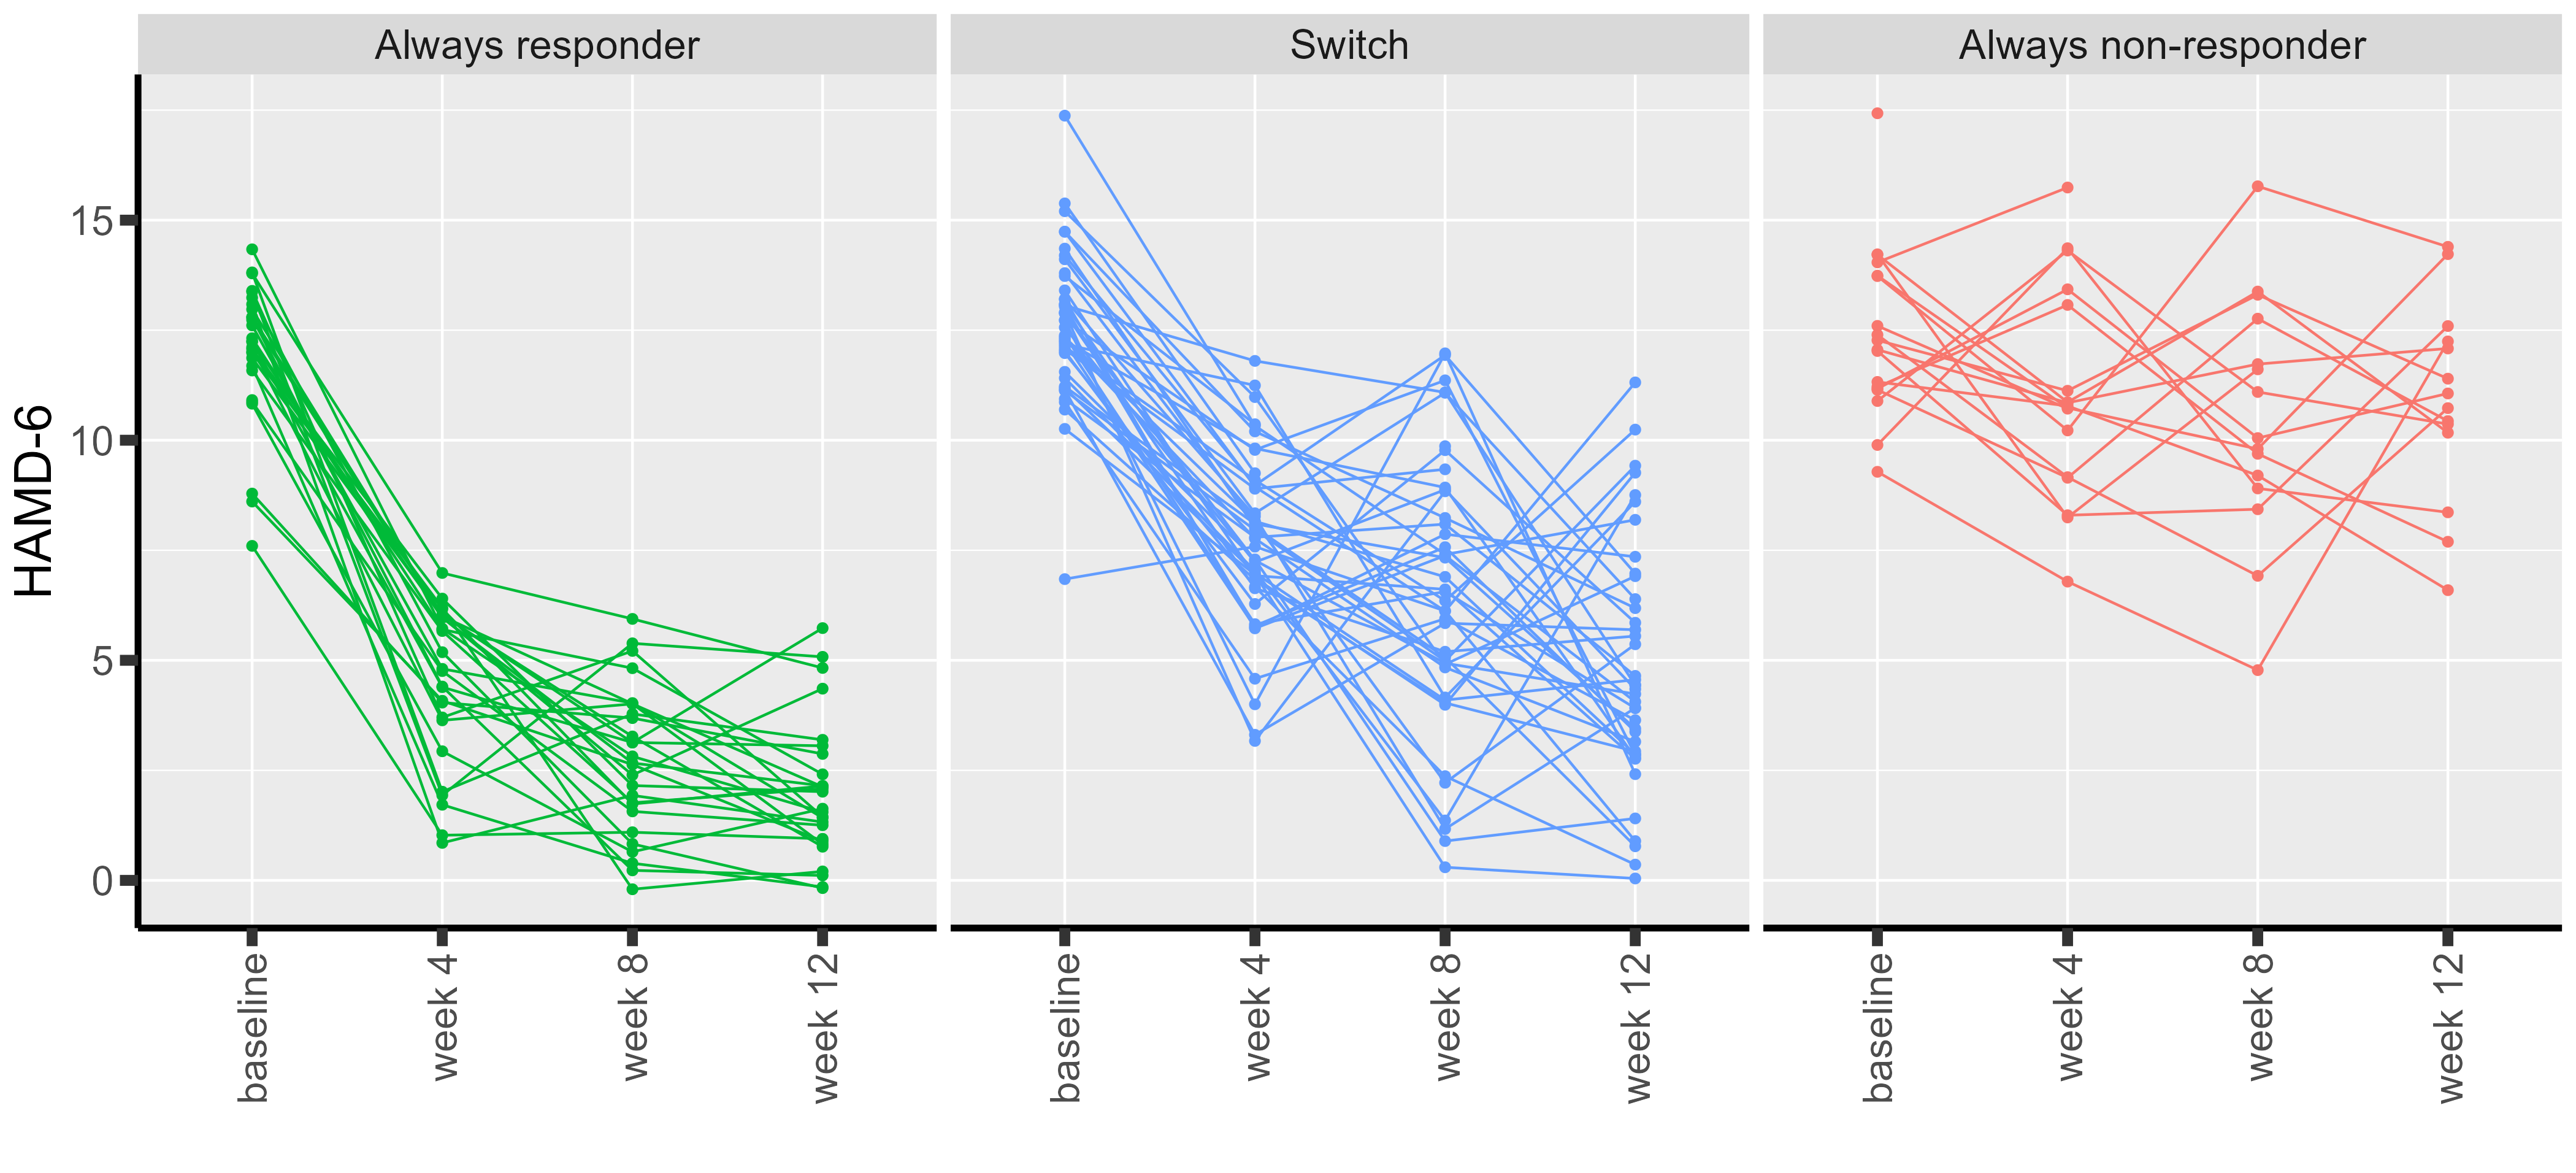 Always responder
Switch
Always non-responder
HAMD-6
15
10
5
0
baseline
week 4
week 8
week 12
baseline
week 4
week 8
week 12
baseline
week 4
week 8
week 12